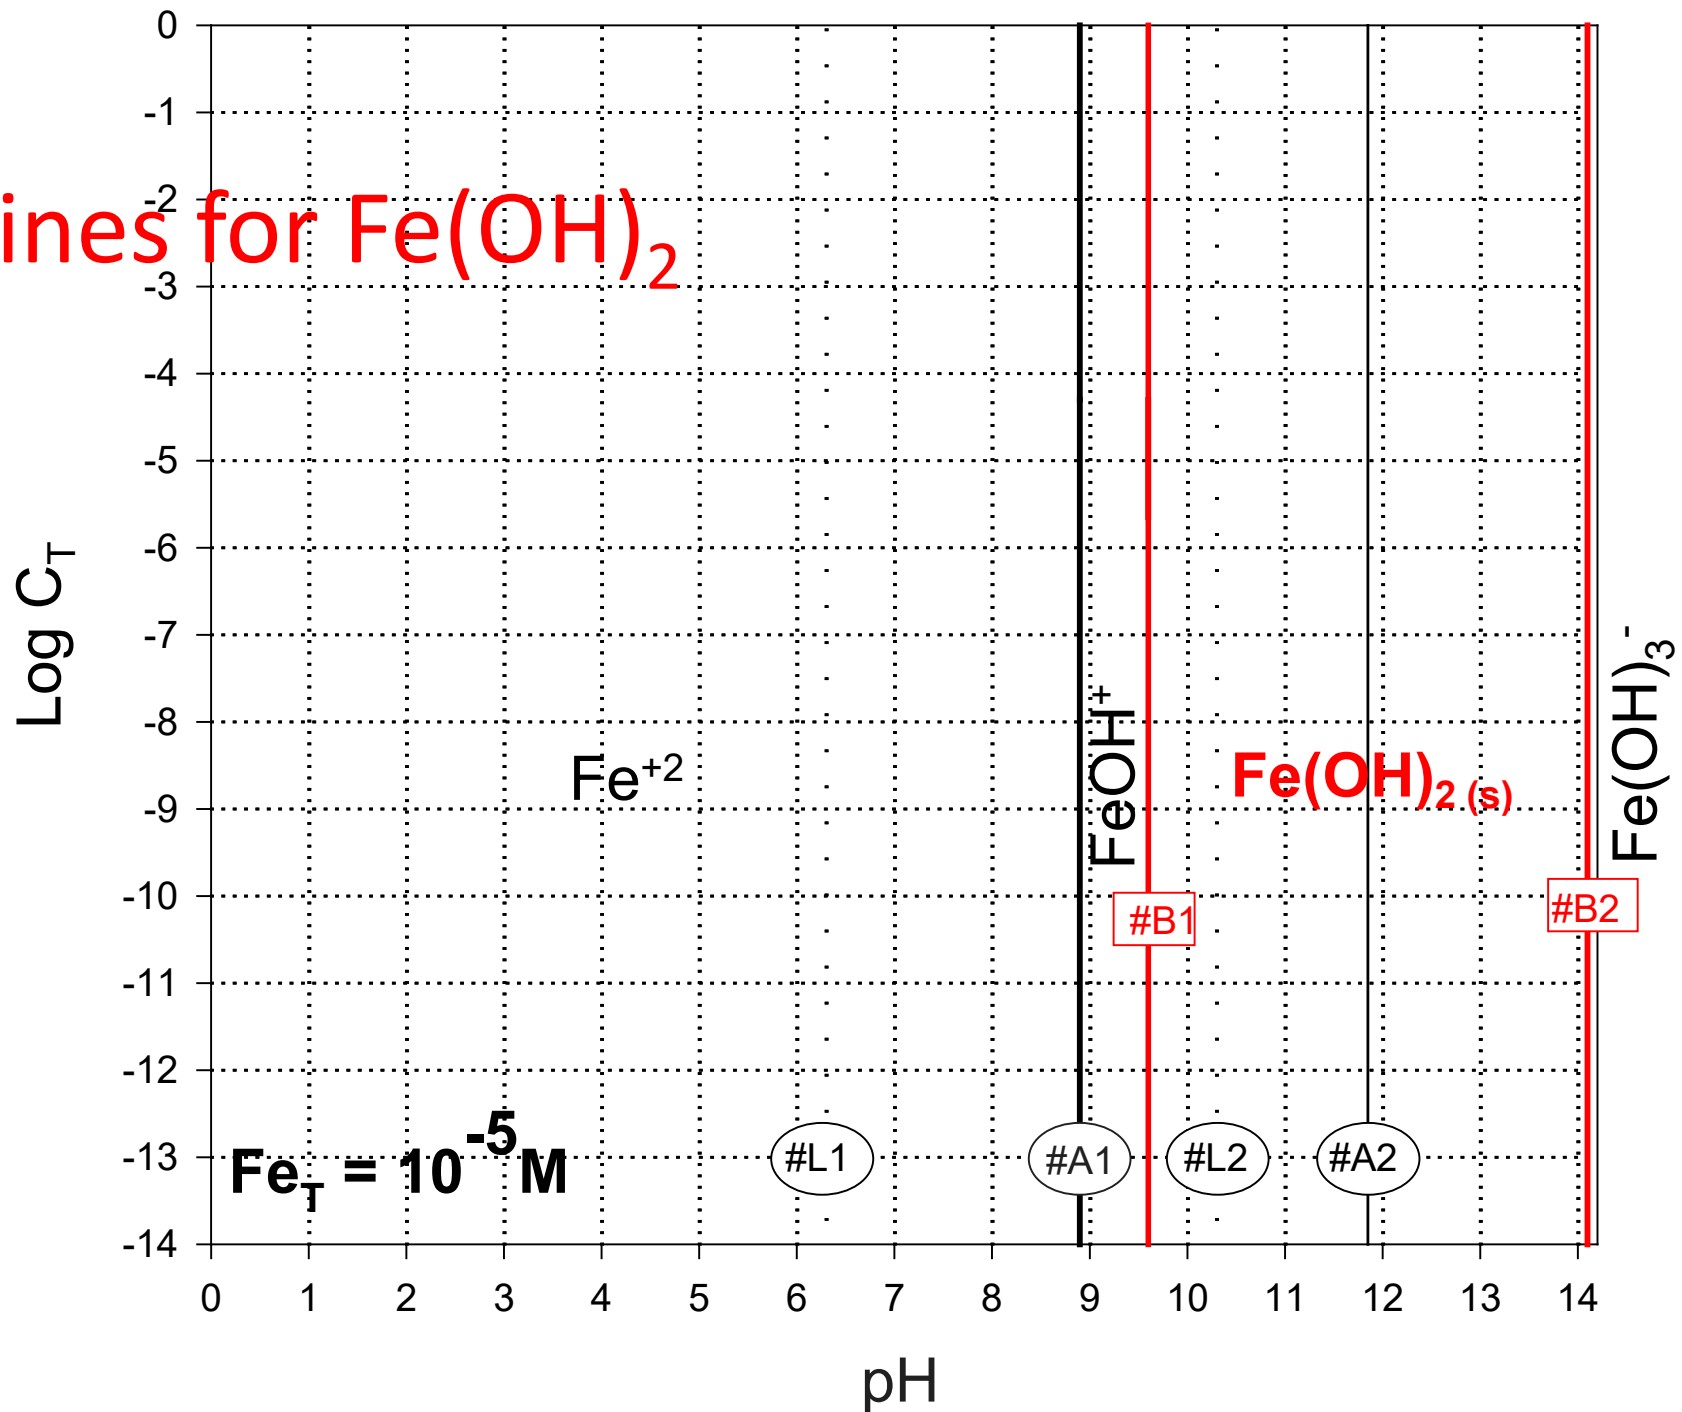 0
-1
-2
ines for Fe(OH)2
-3
-4
-5
-6
-7
-8
-9
-10
-11
-12
-13
-14
Log CT
Fe+2
FeOH+
Fe(OH)2 (s)
Fe(OH)3-
#B1
#B2
#L1
#A1
#L2
#A2
FeT = 10-5M
0 1 2 3 4 5 6 7 8 9 10 11 12 13 14
pH